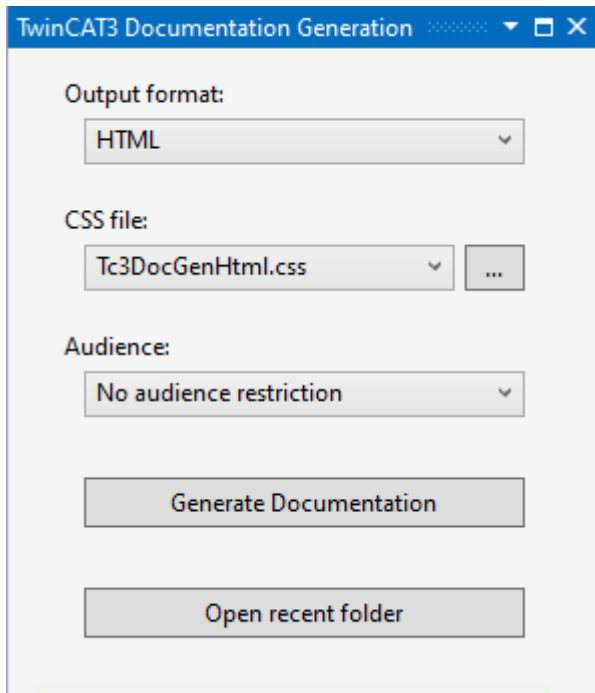 TwinCAT3 Documentation Generation
Output format:
HTML
CSS file:
Tc3DocGenHtml.css
...
Audience:
No audience restriction
Generate Documentation
Open recent folder